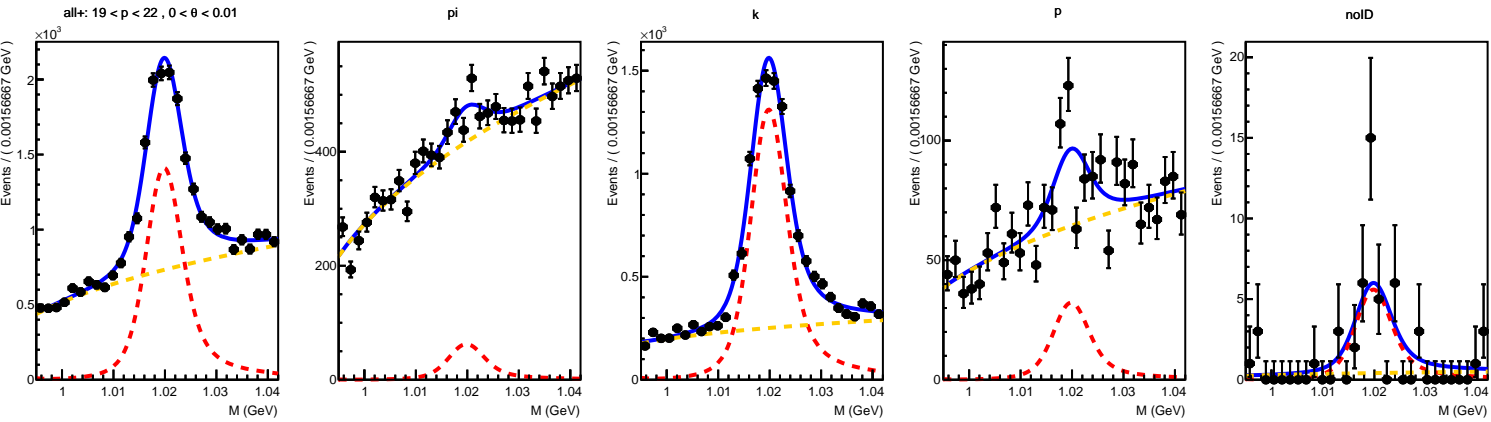 all+: 19 < p < 22 , 0 < θ < 0.01
×10³
Events / ( 0.00156667 GeV )
2
1.5
1
0.5
0
1 1.01 1.02 1.03 1.04
M (GeV)
pi
Events / ( 0.00156667 GeV )
400
200
0
1 1.01 1.02 1.03 1.04
M (GeV)
k
×10³
Events / ( 0.00156667 GeV )
1.5
1
0.5
0
1 1.01 1.02 1.03 1.04
M (GeV)
p
Events / ( 0.00156667 GeV )
100
50
0
1 1.01 1.02 1.03 1.04
M (GeV)
noID
Events / ( 0.00156667 GeV )
20
15
10
5
0
1 1.01 1.02 1.03 1.04
M (GeV)